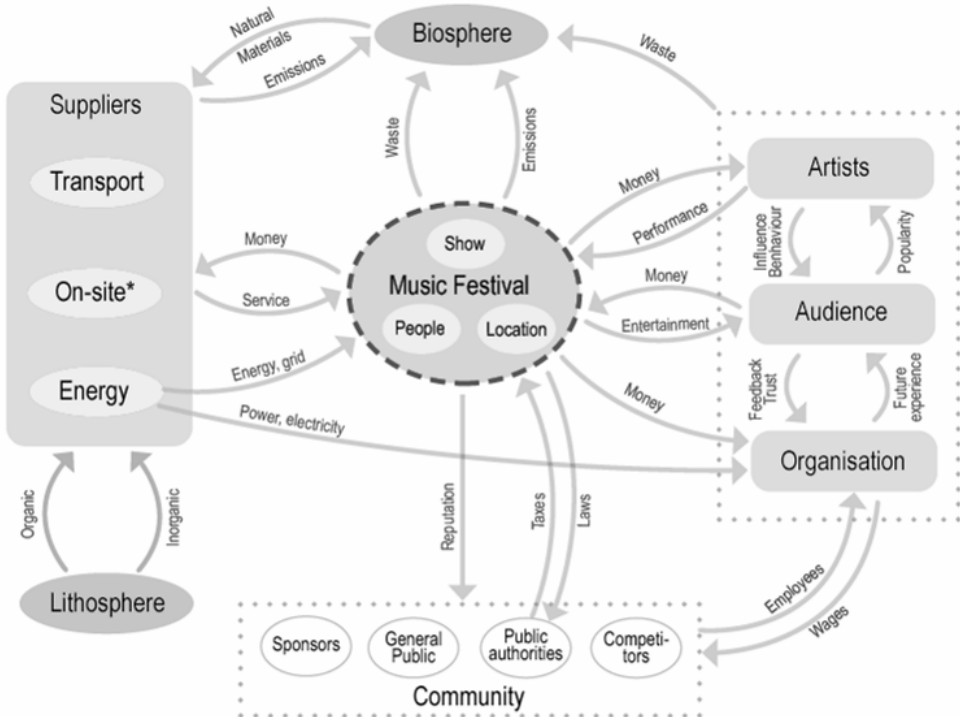 Natural
Materials
Emissions
Biosphere
Waste
Suppliers
Transport
On-site*
Energy
Waste
Emissions
Artists
Money
Performance
Influence
Benhaviour
Popularity
Show
Music Festival
People
Location
Money
Service
Money
Entertainment
Audience
Energy, grid
Power, electricity
Money
Feedback
Trust
Future
experience
Organisation
Organic
Inorganic
Lithosphere
Reputation
Taxes
Laws
Employees
Wages
Sponsors
General
Public
Public
authorities
Competi-
tors
Community